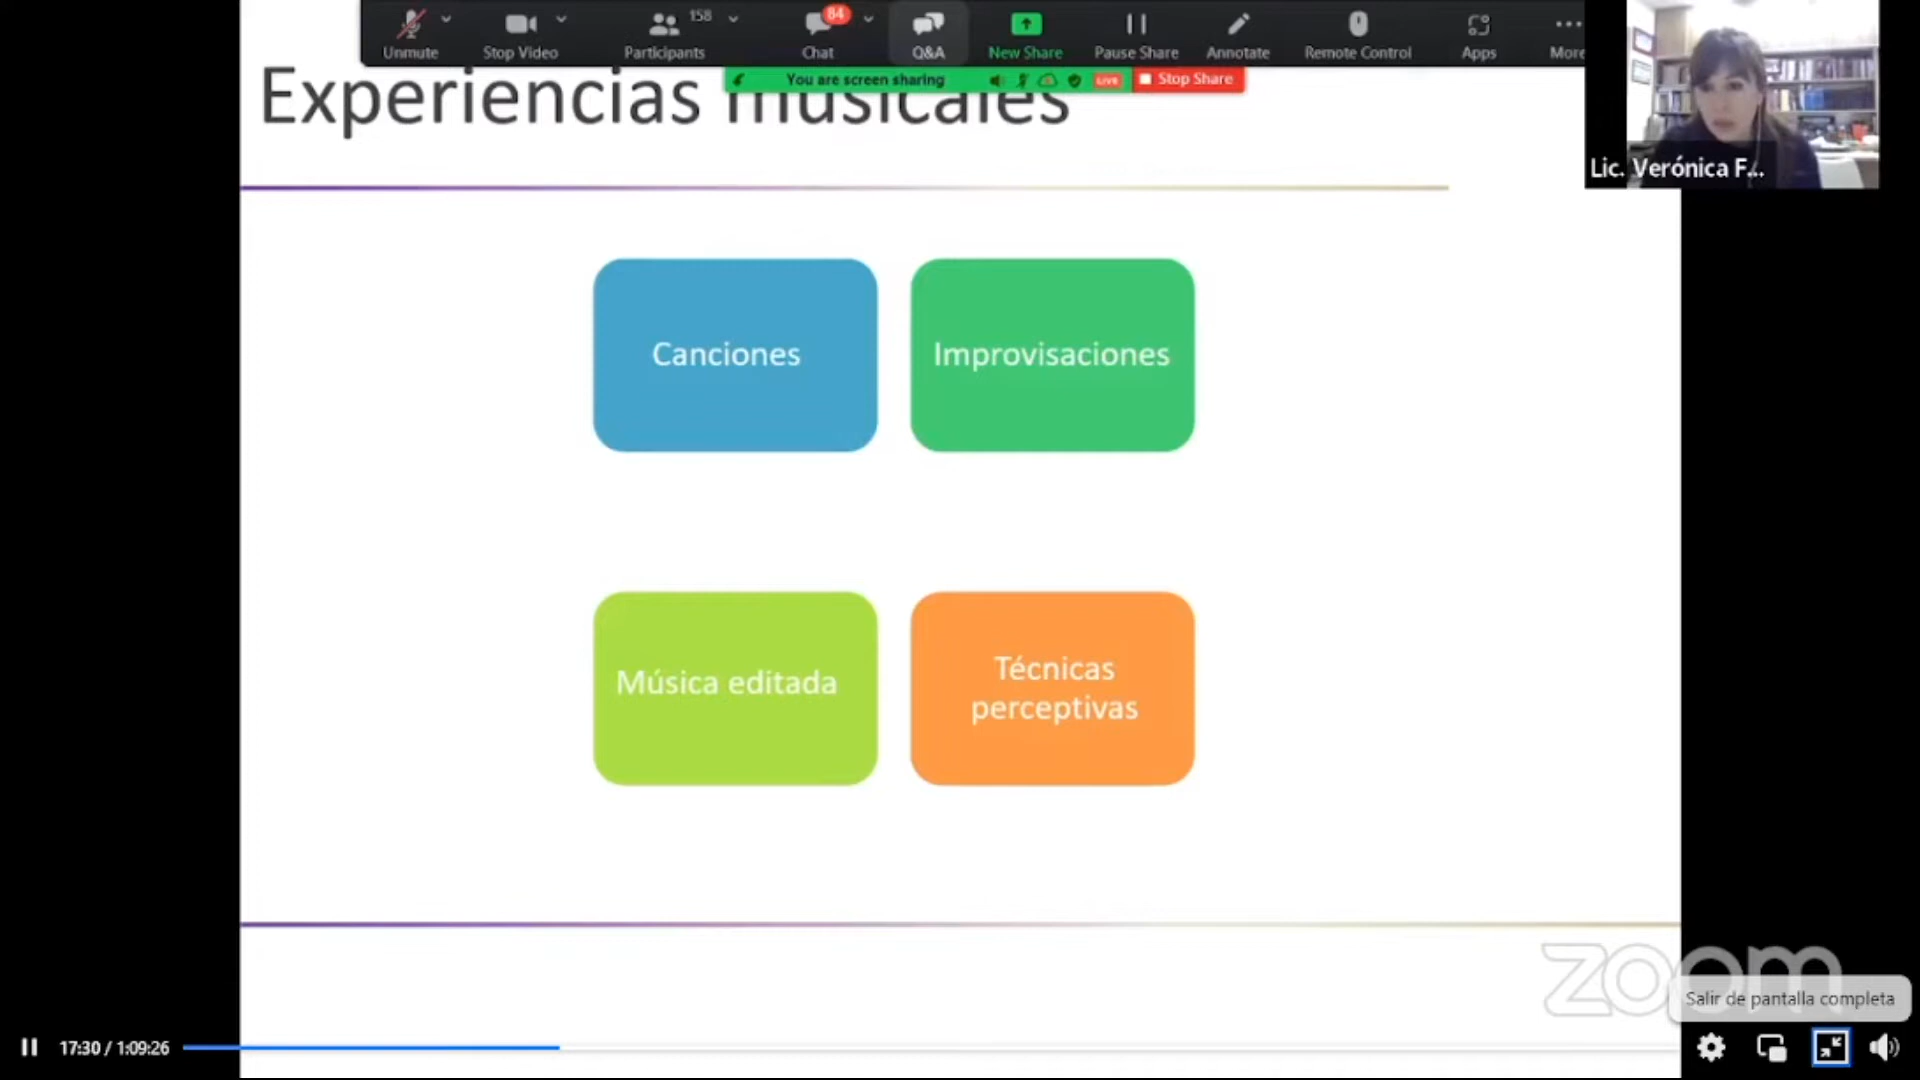 Unmute
Stop Video
158
Participants
84
Chat
Q&A
New Share
Pause Share
Annotate
Remote Control
Apps
More
You are screen sharing
LIVE
Stop Share
Experiencias musicales
Lic. Verónica F...
Canciones
Improvisaciones
Música editada
Técnicas
perceptivas
zoom
Salir de pantalla completa
17:30 / 1:09:26